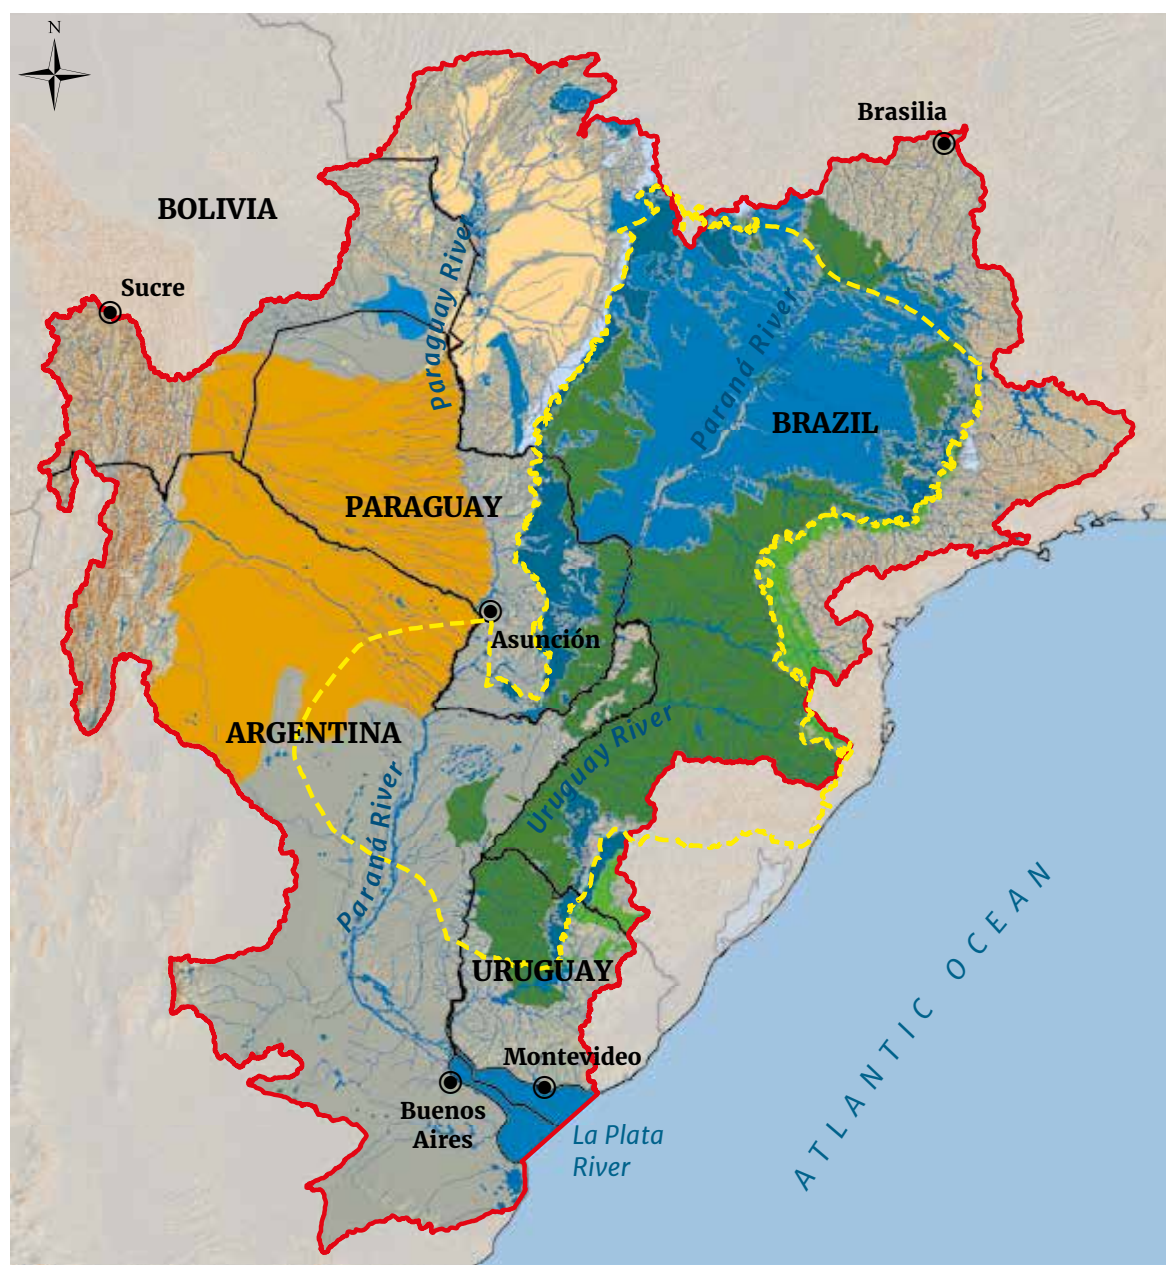 N
Brasilia
BOLIVIA
Paraguay River
Sucre
Paraná River
BRAZIL
PARAGUAY
Asunción
ARGENTINA
Uruguay River
Paraná River
ATLANTIC OCEAN
URUGUAY
Montevideo
Buenos
Aires
La Plata
River